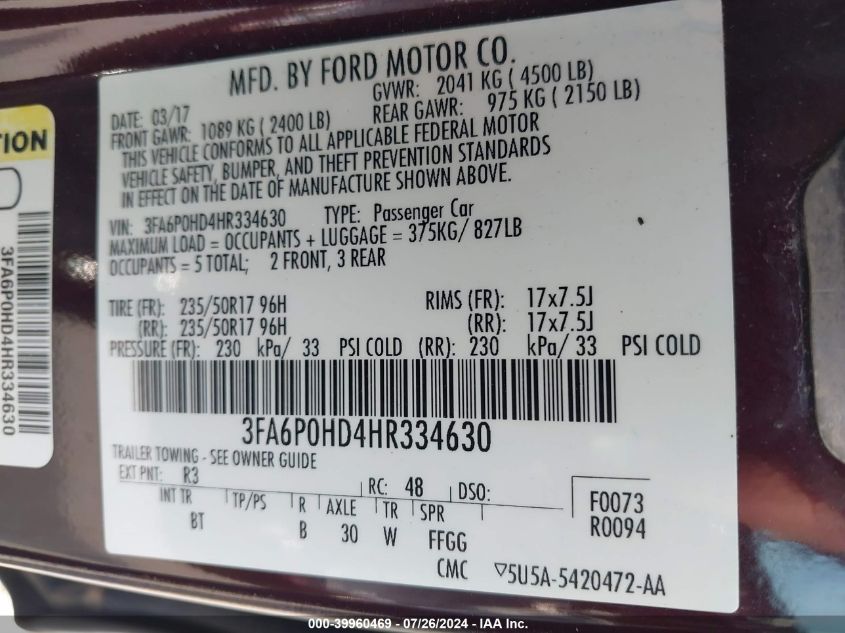 MFD. BY FORD MOTOR CO.
DATE: 03/17 GVWR: 2041 KG ( 4500 LB)
FRONT GAWR: 1089 KG ( 2400 LB) REAR GAWR: 975 KG ( 2150 LB)
THIS VEHICLE CONFORMS TO ALL APPLICABLE FEDERAL MOTOR
VEHICLE SAFETY, BUMPER, AND THEFT PREVENTION STANDARDS
IN EFFECT ON THE DATE OF MANUFACTURE SHOWN ABOVE.
VIN: 3FA6P0HD4HR334630 TYPE: Passenger Car
MAXIMUM LOAD = OCCUPANTS + LUGGAGE = 375KG/ 827LB
OCCUPANTS = 5 TOTAL; 2 FRONT, 3 REAR
TIRE (FR): 235/50R17 96H RIMS (FR): 17x7.5J
(RR): 235/50R17 96H (RR): 17x7.5J
PRESSURE (FR): 230 kPa/ 33 PSI COLD (RR): 230 kPa/ 33 PSI COLD
3FA6P0HD4HR334630
TRAILER TOWING - SEE OWNER GUIDE
EXT PNT: R3 RC: 48 DSO:
INT TR TP/PS R AXLE TR SPR
BT B 30 W FFGG
F0073
R0094
CMC ▽5U5A-5420472-AA
TION
3FA6P0HD4HR334630
000-39960469 - 07/26/2024 - IAA Inc.